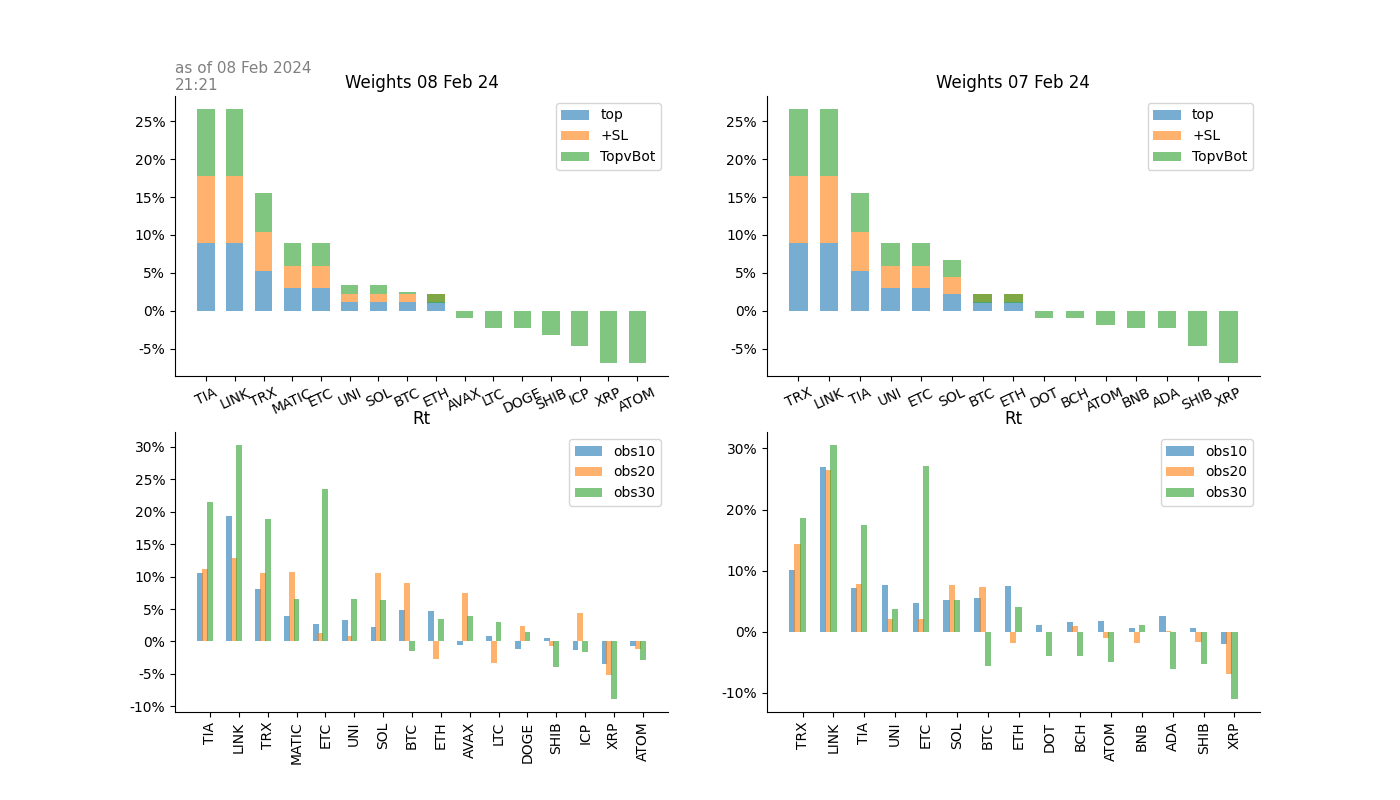 as of 08 Feb 2024
21:21
Weights 08 Feb 24
25%
20%
15%
10%
5%
0%
-5%
top
+SL
TopvBot
TIA LINK TRX MATIC ETC UNI SOL BTC ETH AVAX LTC DOGE SHIB ICP XRP ATOM
Weights 07 Feb 24
25%
20%
15%
10%
5%
0%
-5%
top
+SL
TopvBot
TRX LINK TIA UNI ETC SOL BTC ETH DOT BCH ATOM BNB ADA SHIB XRP
Rt
30%
25%
20%
15%
10%
5%
0%
-5%
-10%
obs10
obs20
obs30
TIA LINK TRX MATIC ETC UNI SOL BTC ETH AVAX LTC DOGE SHIB ICP XRP ATOM
Rt
30%
20%
10%
0%
-10%
obs10
obs20
obs30
TRX LINK TIA UNI ETC SOL BTC ETH DOT BCH ATOM BNB ADA SHIB XRP